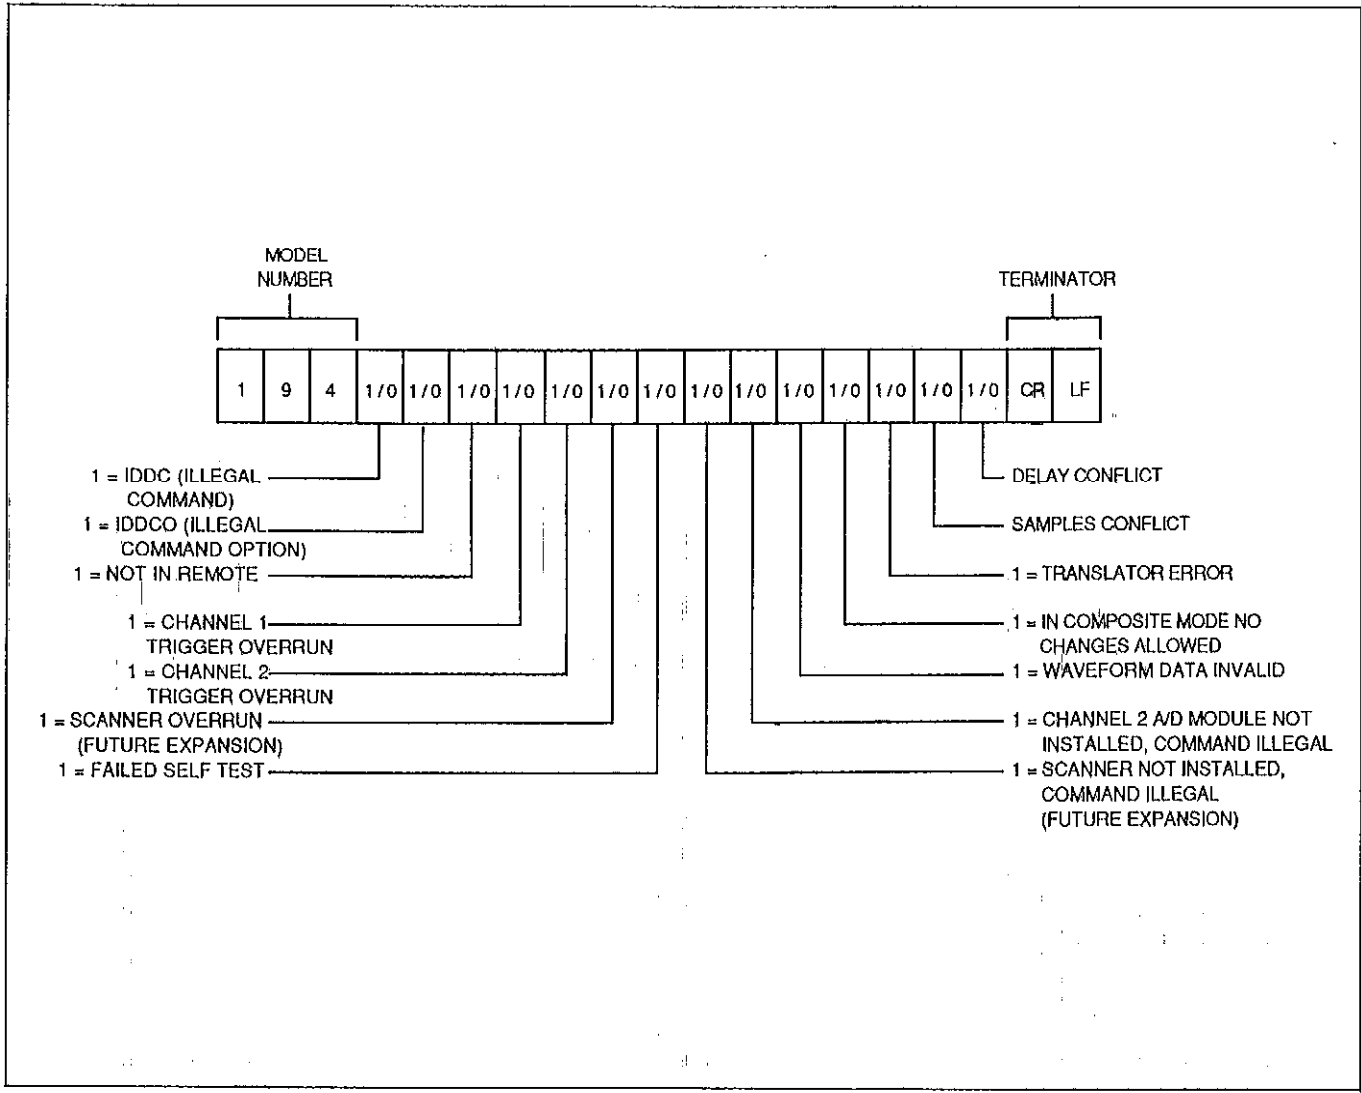 MODEL
NUMBER
TERMINATOR
1 9 4 1/0 1/0 1/0 1/0 1/0 1/0 1/0 1/0 1/0 1/0 1/0 1/0 1/0 1/0 CR LF
1 = IDDC (ILLEGAL
COMMAND)
1 = IDDCO (ILLEGAL
COMMAND OPTION)
1 = NOT IN REMOTE
1 = CHANNEL 1
TRIGGER OVERRUN
1 = CHANNEL 2
TRIGGER OVERRUN
1 = SCANNER OVERRUN
(FUTURE EXPANSION)
1 = FAILED SELF TEST
DELAY CONFLICT
SAMPLES CONFLICT
1 = TRANSLATOR ERROR
1 = IN COMPOSITE MODE NO
CHANGES ALLOWED
1 = WAVEFORM DATA INVALID
1 = CHANNEL 2 A/D MODULE NOT
INSTALLED, COMMAND ILLEGAL
1 = SCANNER NOT INSTALLED,
COMMAND ILLEGAL
(FUTURE EXPANSION)